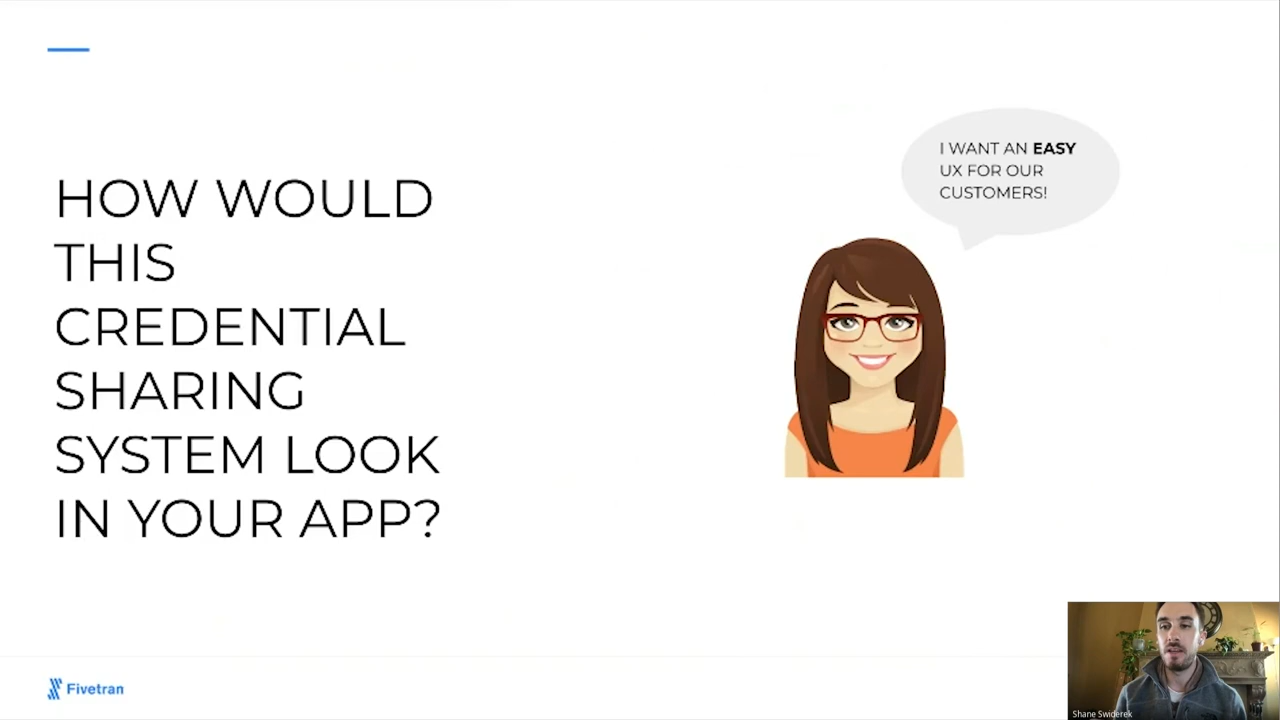 HOW WOULD
THIS
CREDENTIAL
SHARING
SYSTEM LOOK
IN YOUR APP?
I WANT AN EASY
UX FOR OUR
CUSTOMERS!
Fivetran
Shane Swiderek